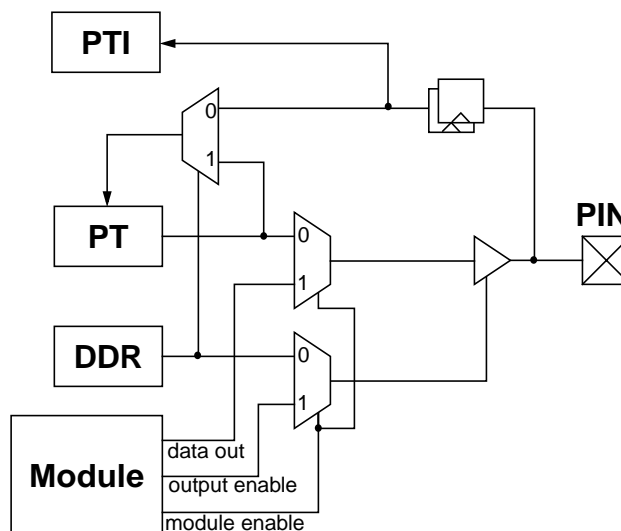 PTI
0
1
PT
0
PIN
1
DDR
0
1
data out
Module
output enable
module enable